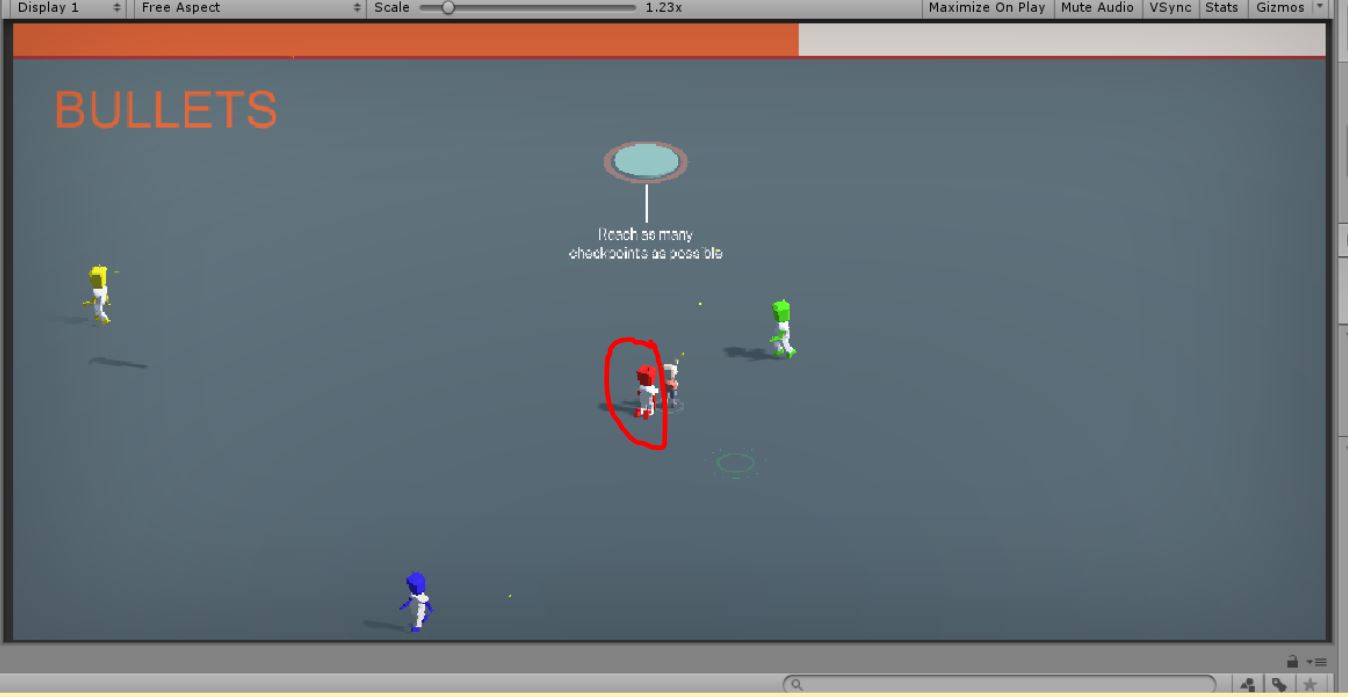 Display 1
Free Aspect
Scale
1.23x
Maximize On Play
Mute Audio
VSync
Stats
Gizmos
BULLETS
Reach as many
checkpoints as possible